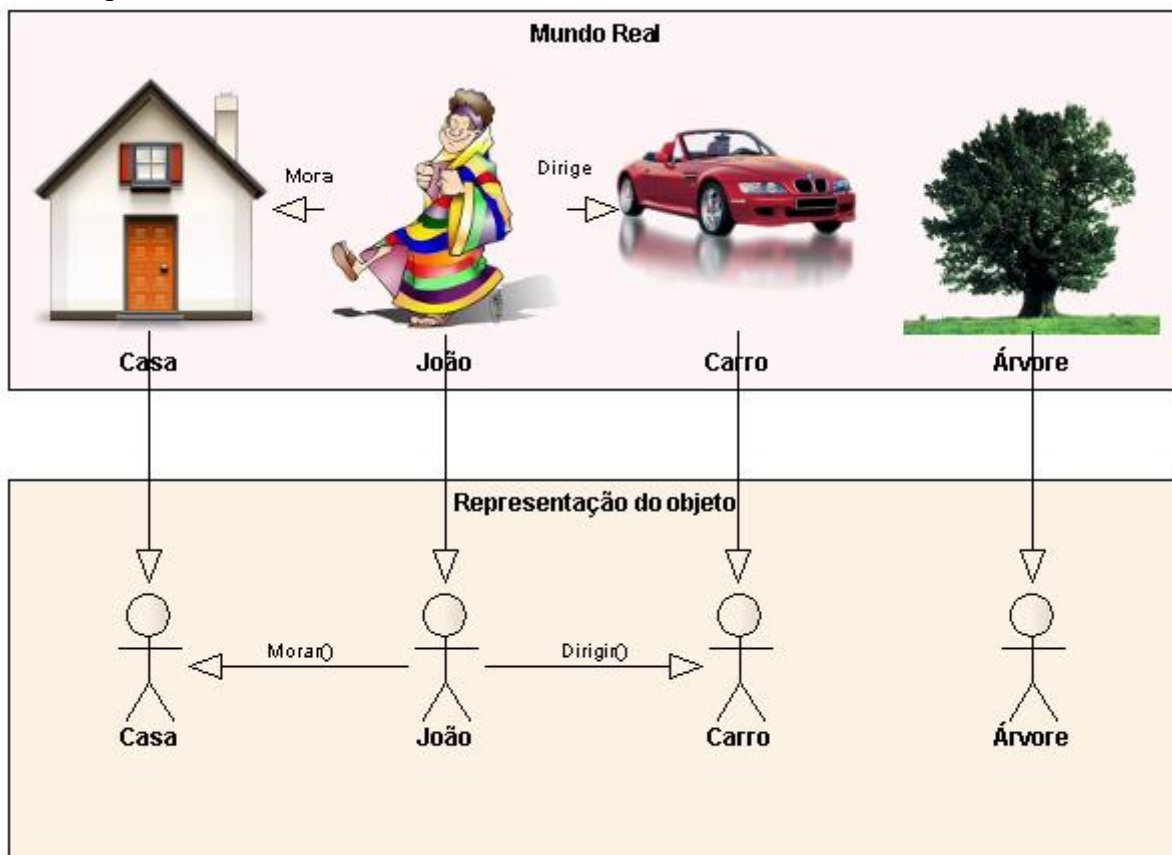 Mundo Real
Mora
Dirige
Casa
João
Carro
Árvore
Representação do objeto
Morar()
Dirigir()
Casa
João
Carro
Árvore